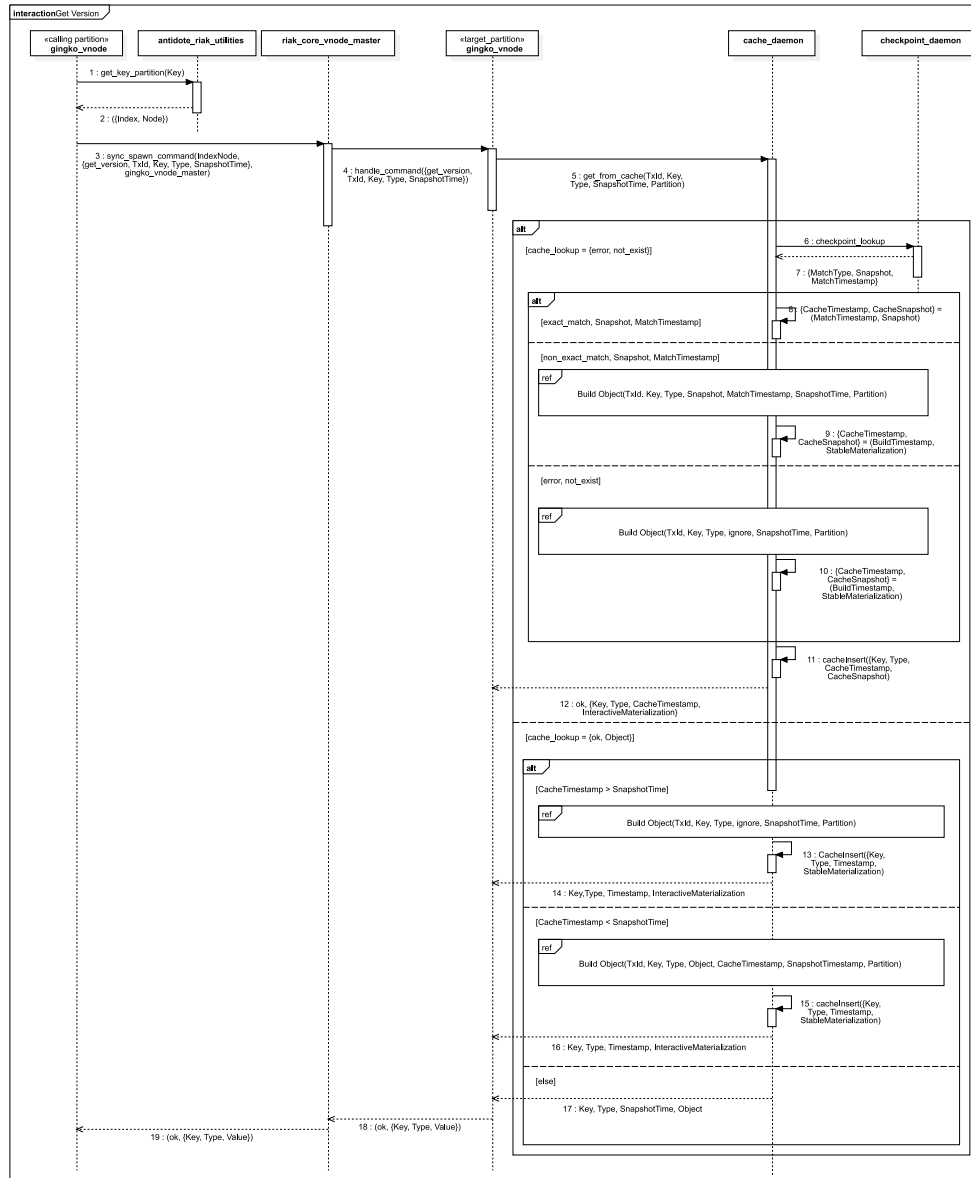 interactionGet Version
«calling partition»
gingko_vnode
antidote_riak_utilities
riak_core_vnode_master
«target_partition»
gingko_vnode
cache_daemon
checkpoint_daemon
1 : get_key_partition(Key)
2 : ({Index, Node})
3 : sync_spawn_command(IndexNode,
{get_version, TxId, Key, Type, SnapshotTime},
gingko_vnode_master)
4 : handle_command({get_version,
TxId, Key, Type, SnapshotTime})
5 : get_from_cache(TxId, Key,
Type, SnapshotTime, Partition)
alt
[cache_lookup = {error, not_exist}]
6 : checkpoint_lookup
7 : {MatchType, Snapshot,
MatchTimestamp}
alt
[exact_match, Snapshot, MatchTimestamp]
8 : {CacheTimestamp, CacheSnapshot} =
(MatchTimestamp, Snapshot)
[non_exact_match, Snapshot, MatchTimestamp]
ref
Build Object(TxId. Key, Type, Snapshot, MatchTimestamp, SnapshotTime, Partition)
9 : {CacheTimestamp,
CacheSnapshot} = (BuildTimestamp,
StableMaterialization)
[error, not_exist]
ref
Build Object(TxId, Key, Type, ignore, SnapshotTime, Partition)
10 : {CacheTimestamp,
CacheSnapshot} =
(BuildTimestamp,
StableMaterialization)
11 : cacheInsert({Key, Type,
CacheTimestamp,
CacheSnapshot)
12 : ok, {Key, Type, CacheTimestamp,
InteractiveMaterialization}
[cache_lookup = {ok, Object}]
alt
[CacheTimestamp > SnapshotTime]
ref
Build Object(TxId, Key, Type, ignore, SnapshotTime, Partition)
13 : CacheInsert({Key,
Type, Timestamp,
StableMaterialization)
14 : Key,Type, Timestamp, InteractiveMaterialization
[CacheTimestamp < SnapshotTime]
ref
Build Object(TxId, Key, Type, Object, CacheTimestamp, SnapshotTimestamp, Partition)
15 : cacheInsert({Key,
Type, Timestamp,
StableMaterialization)
16 : Key, Type, Timestamp, InteractiveMaterialization
[else]
17 : Key, Type, SnapshotTime, Object
18 : (ok, {Key, Type, Value})
19 : (ok, {Key, Type, Value})